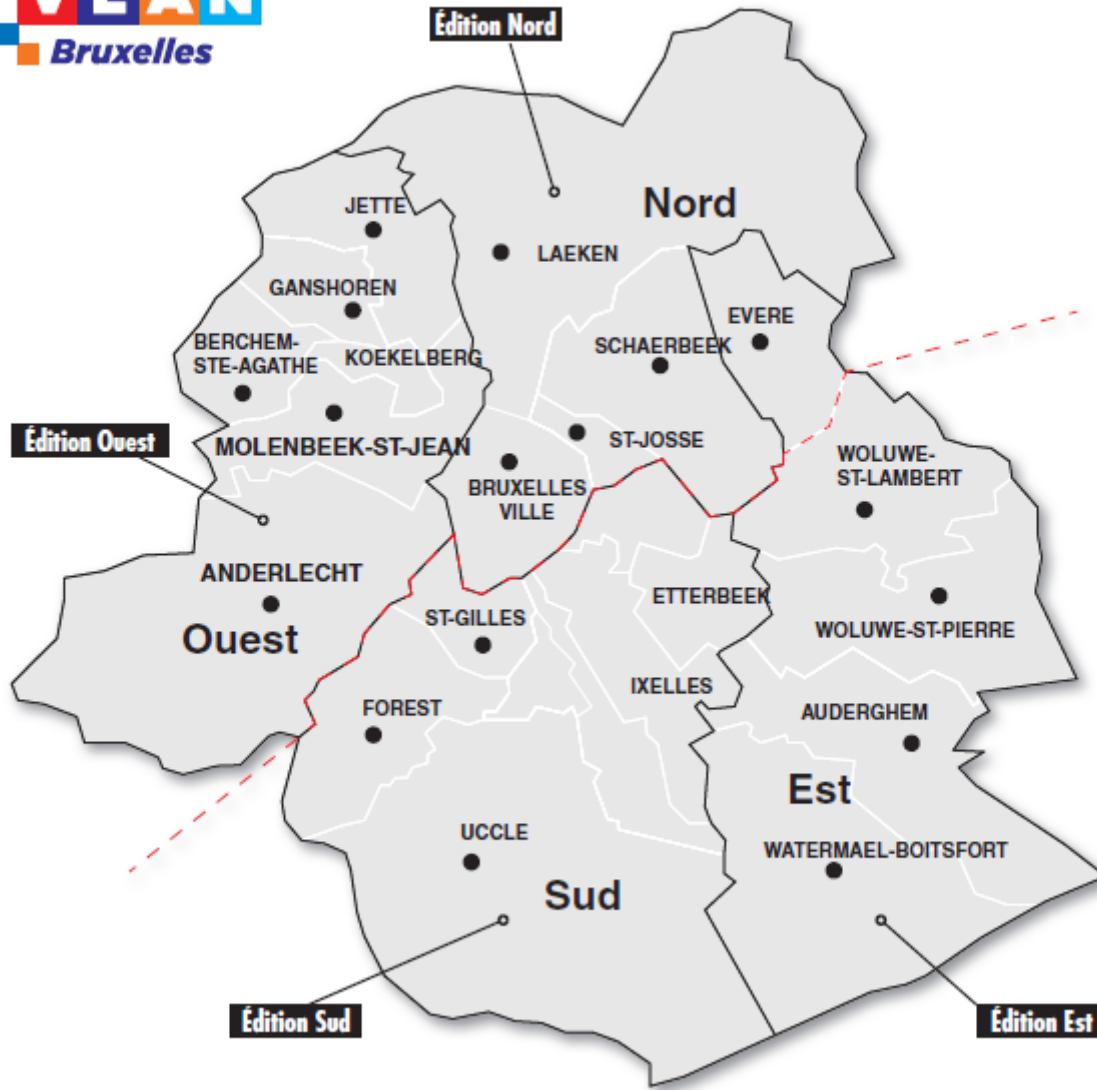 VLAN
Bruxelles
Édition Nord
Nord
JETTE
LAEKEN
GANSHOREN
EVERE
BERCHEM-
STE-AGATHE
KOEKELBERG
SCHAERBEEK
Édition Ouest
MOLENBEEK-ST-JEAN
ST-JOSSE
WOLUWE-
ST-LAMBERT
BRUXELLES
VILLE
ANDERLECHT
ETTERBEEK
Ouest
ST-GILLES
WOLUWE-ST-PIERRE
IXELLES
FOREST
AUDERGHEM
Est
UCCLE
WATERMAEL-BOITSFORT
Sud
Édition Sud
Édition Est